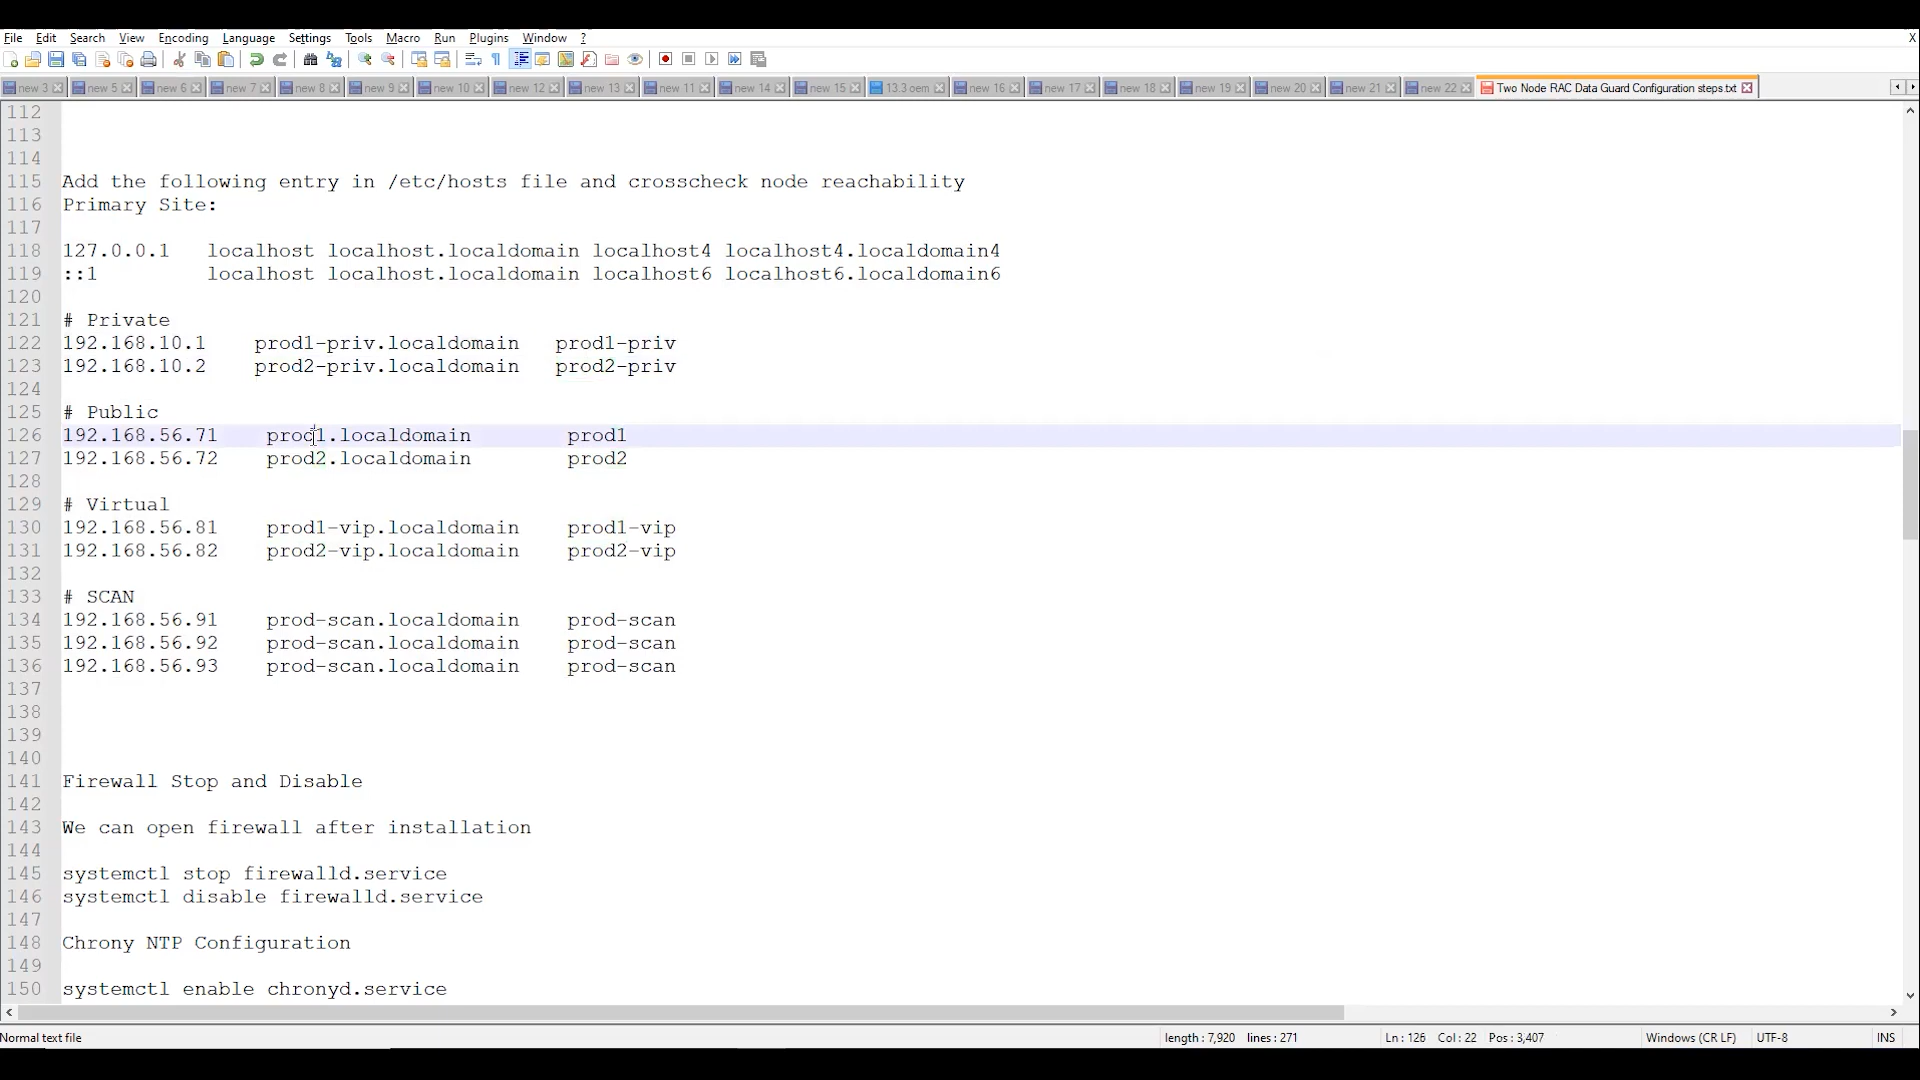 File Edit Search View Encoding Language Settings Tools Macro Run Plugins Window ? X
new 3 new 5 new 6 new 7 new 8 new 9 new 10 new 12 new 13 new 11 new 14 new 15 13.3 oem new 16 new 17 new 18 new 19 new 20 new 21 new 22 Two Node RAC Data Guard Configuration steps.txt
112
113
114
115 Add the following entry in /etc/hosts file and crosscheck node reachability
116 Primary Site:
117
118 127.0.0.1 localhost localhost.localdomain localhost4 localhost4.localdomain4
119 ::1 localhost localhost.localdomain localhost6 localhost6.localdomain6
120
121 # Private
122 192.168.10.1 prod1-priv.localdomain prod1-priv
123 192.168.10.2 prod2-priv.localdomain prod2-priv
124
125 # Public
126 192.168.56.71 prod1.localdomain prod1
127 192.168.56.72 prod2.localdomain prod2
128
129 # Virtual
130 192.168.56.81 prod1-vip.localdomain prod1-vip
131 192.168.56.82 prod2-vip.localdomain prod2-vip
132
133 # SCAN
134 192.168.56.91 prod-scan.localdomain prod-scan
135 192.168.56.92 prod-scan.localdomain prod-scan
136 192.168.56.93 prod-scan.localdomain prod-scan
137
138
139
140
141 Firewall Stop and Disable
142
143 We can open firewall after installation
144
145 systemctl stop firewalld.service
146 systemctl disable firewalld.service
147
148 Chrony NTP Configuration
149
150 systemctl enable chronyd.service
Normal text file length : 7,920 lines : 271 Ln : 126 Col : 22 Pos : 3,407 Windows (CR LF) UTF-8 INS